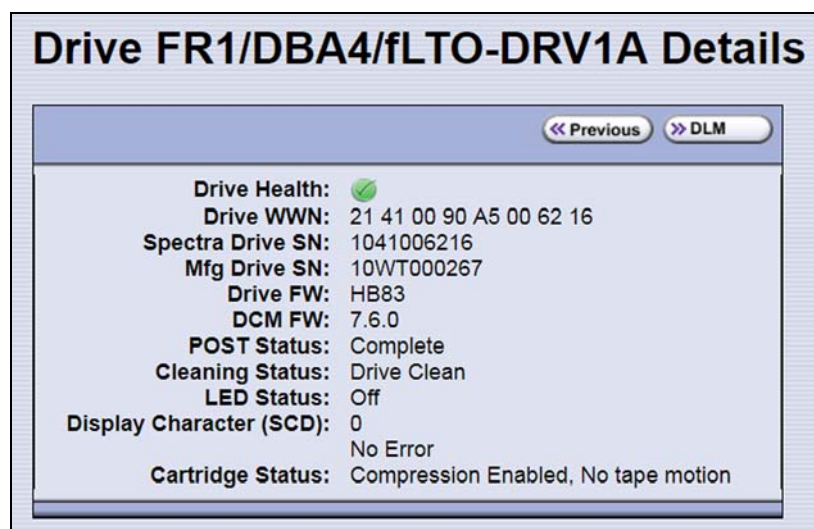 Drive FR1/DBA4/fLTO-DRV1A Details
Previous DLM
Drive Health:
Drive WWN: 21 41 00 90 A5 00 62 16
Spectra Drive SN: 1041006216
Mfg Drive SN: 10WT000267
Drive FW: HB83
DCM FW: 7.6.0
POST Status: Complete
Cleaning Status: Drive Clean
LED Status: Off
Display Character (SCD): 0
No Error
Cartridge Status: Compression Enabled, No tape motion